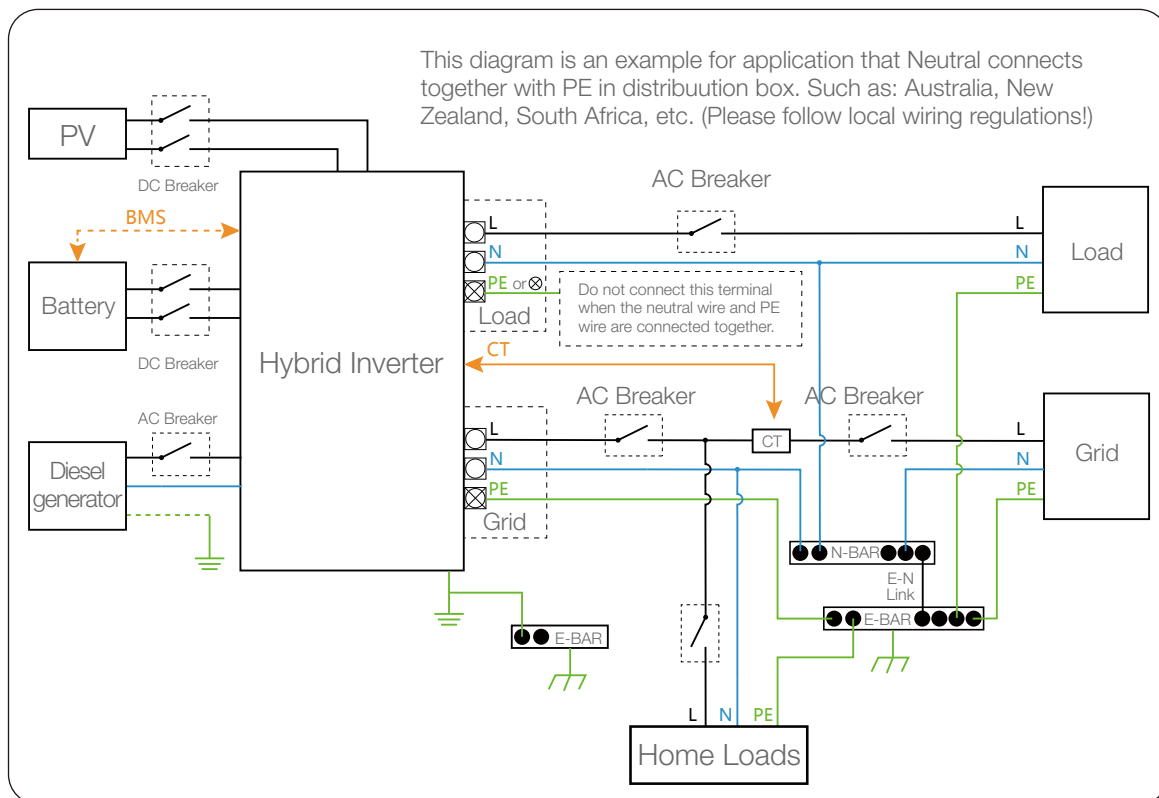 This diagram is an example for application that Neutral connects
together with PE in distribuution box. Such as: Australia, New
Zealand, South Africa, etc. (Please follow local wiring regulations!)
PV
DC Breaker
BMS
Battery
DC Breaker
AC Breaker
Diesel
generator
Hybrid Inverter
L
N
PE or
Load
Do not connect this terminal
when the neutral wire and PE
wire are connected together.
AC Breaker
L
N
PE
Load
CT
AC Breaker
AC Breaker
L
N
PE
Grid
CT
L
N
PE
Grid
N-BAR
E-N
Link
E-BAR
E-BAR
L
N
PE
Home Loads